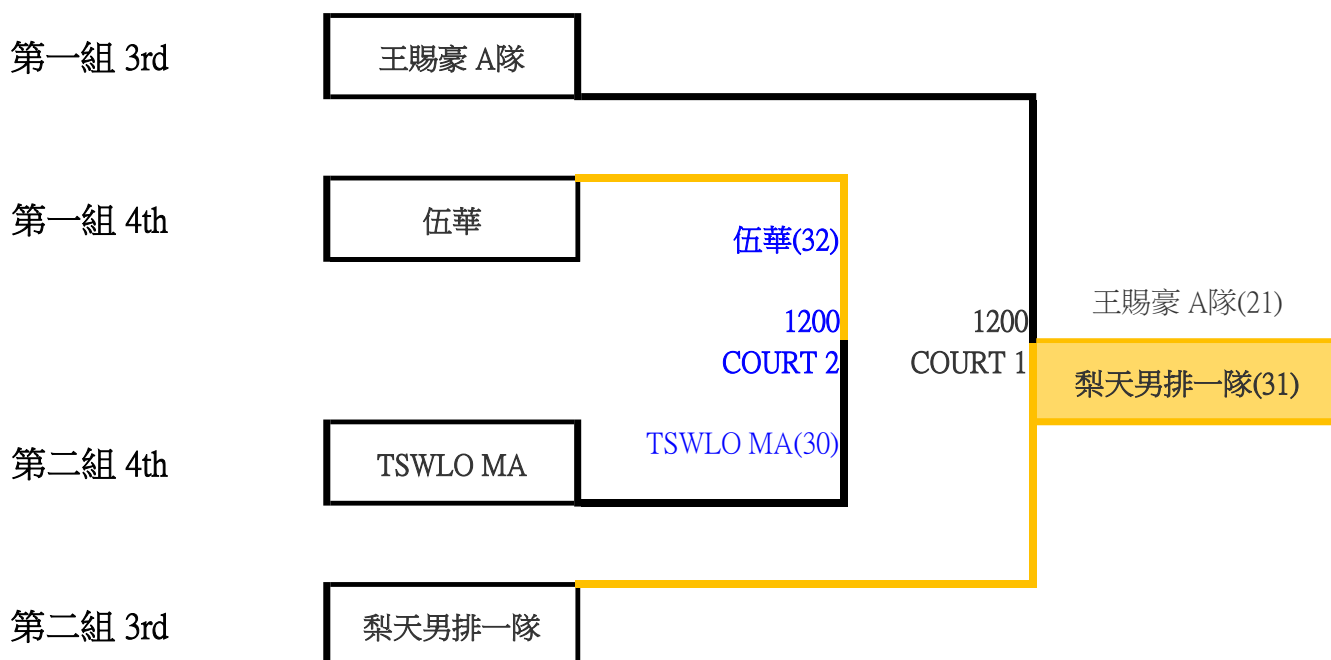 第一組 3rd
王賜豪 A隊
第一組 4th
伍華
伍華(32)
王賜豪 A隊(21)
1200
COURT 2
1200
COURT 1
梨天男排一隊(31)
TSWLO MA(30)
第二組 4th
TSWLO MA
第二組 3rd
梨天男排一隊